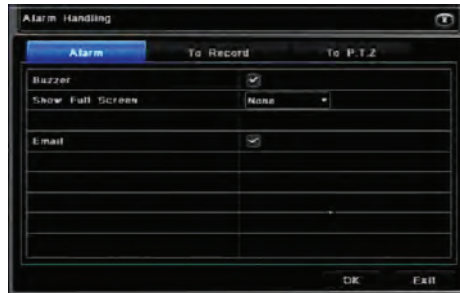 Alarm Handling
Alarm To Record To P.T.Z
Buzzer
Show Full Screen None
Email
OK Exit